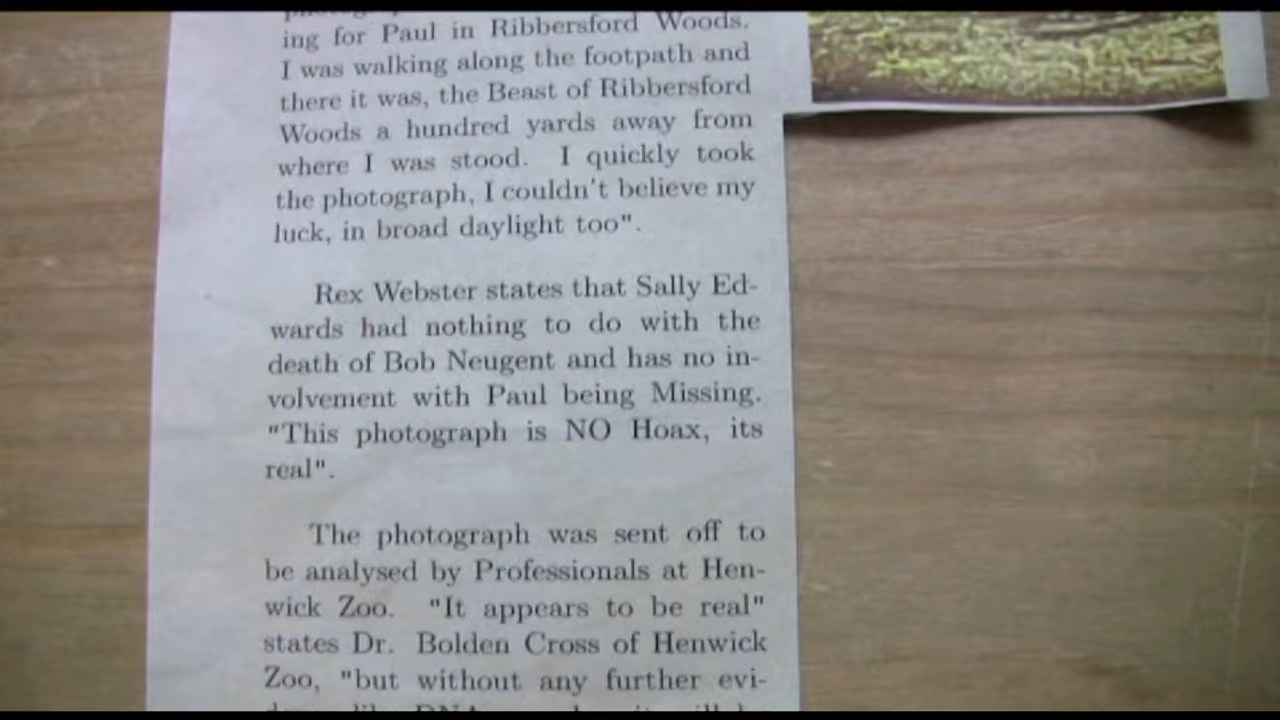 ing for Paul in Ribbersford Woods.
I was walking along the footpath and
there it was, the Beast of Ribbersford
Woods a hundred yards away from
where I was stood. I quickly took
the photograph, I couldn't believe my
luck, in broad daylight too".
Rex Webster states that Sally Ed-
wards had nothing to do with the
death of Bob Neugent and has no in-
volvement with Paul being Missing.
"This photograph is NO Hoax, its
real".
The photograph was sent off to
be analysed by Professionals at Hen-
wick Zoo. "It appears to be real"
states Dr. Bolden Cross of Henwick
Zoo, "but without any further evi-